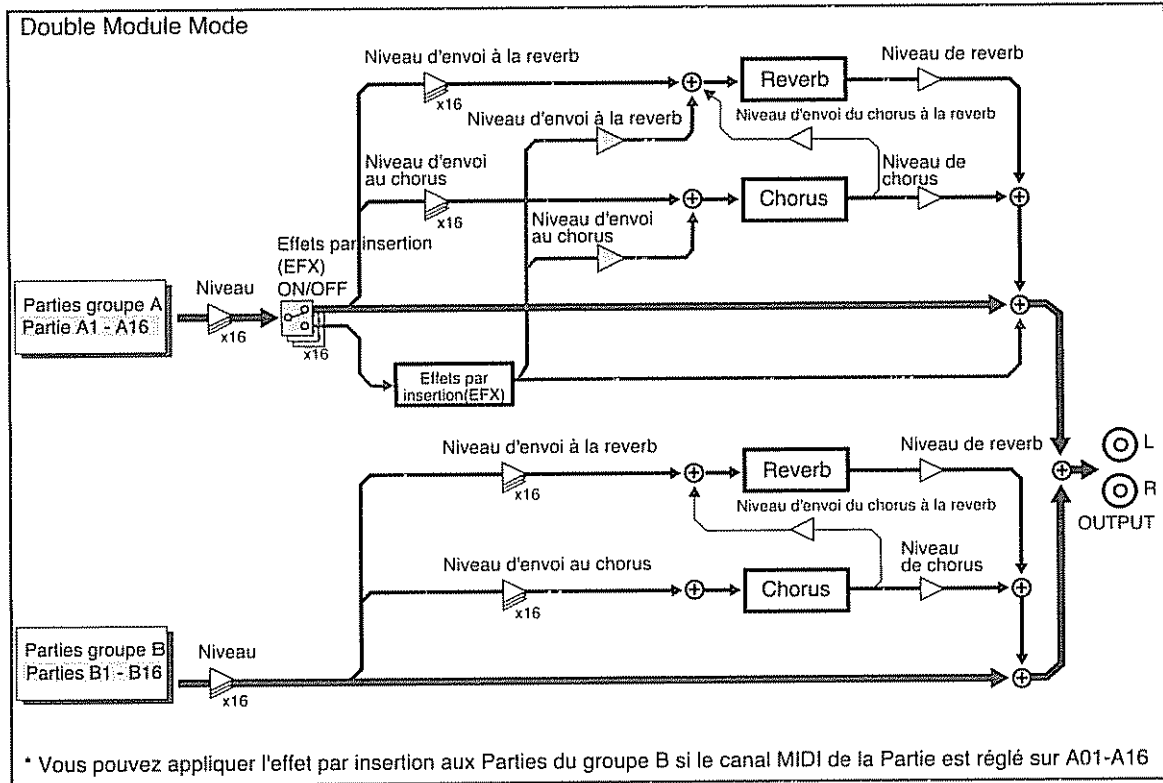 Double Module Mode
Niveau d'envoi à la reverb
x16
Reverb
Niveau de reverb
Niveau d'envoi à la reverb
Niveau d'envoi du chorus à la reverb
Niveau d'envoi
au chorus
x16
Chorus
Niveau de
chorus
Niveau d'envoi
au chorus
Effets par insertion
(EFX)
ON/OFF
x16
Parties groupe A
Partie A1 - A16
Niveau
x16
Effets par
insertion(EFX)
Niveau d'envoi à la reverb
x16
Reverb
Niveau de reverb
Niveau d'envoi du chorus à la reverb
L
R
OUTPUT
Niveau d'envoi au chorus
x16
Chorus
Niveau
de chorus
Parties groupe B
Parties B1 - B16
Niveau
x16
* Vous pouvez appliquer l'effet par insertion aux Parties du groupe B si le canal MIDI de la Partie est réglé sur A01-A16